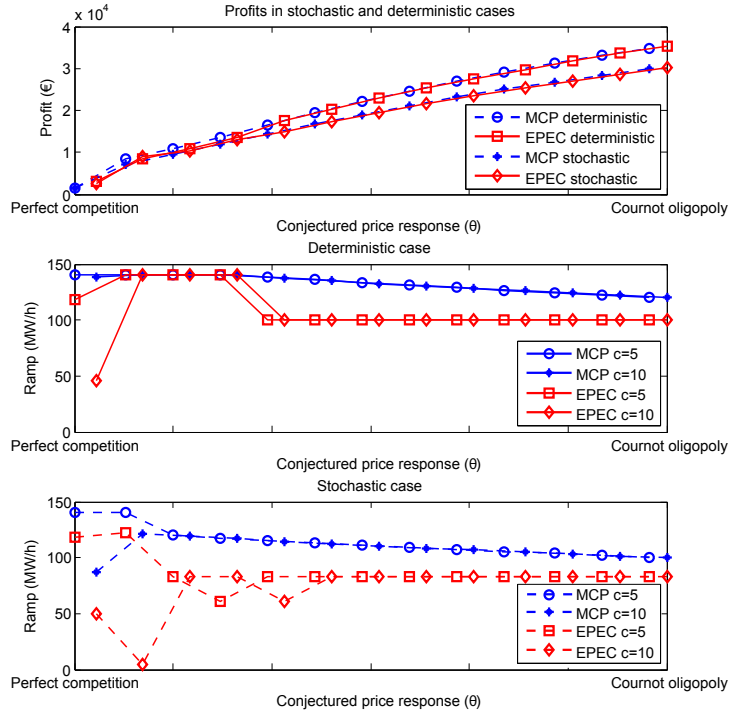 Profits in stochastic and deterministic cases
x 10^4
4
3
2
1
0
Profit (€)
MCP deterministic
EPEC deterministic
MCP stochastic
EPEC stochastic
Perfect competition
Cournot oligopoly
Conjectured price response (θ)
Deterministic case
150
100
50
0
Ramp (MW/h)
MCP c=5
MCP c=10
EPEC c=5
EPEC c=10
Perfect competition
Cournot oligopoly
Conjectured price response (θ)
Stochastic case
150
100
50
0
Ramp (MW/h)
MCP c=5
MCP c=10
EPEC c=5
EPEC c=10
Perfect competition
Cournot oligopoly
Conjectured price response (θ)